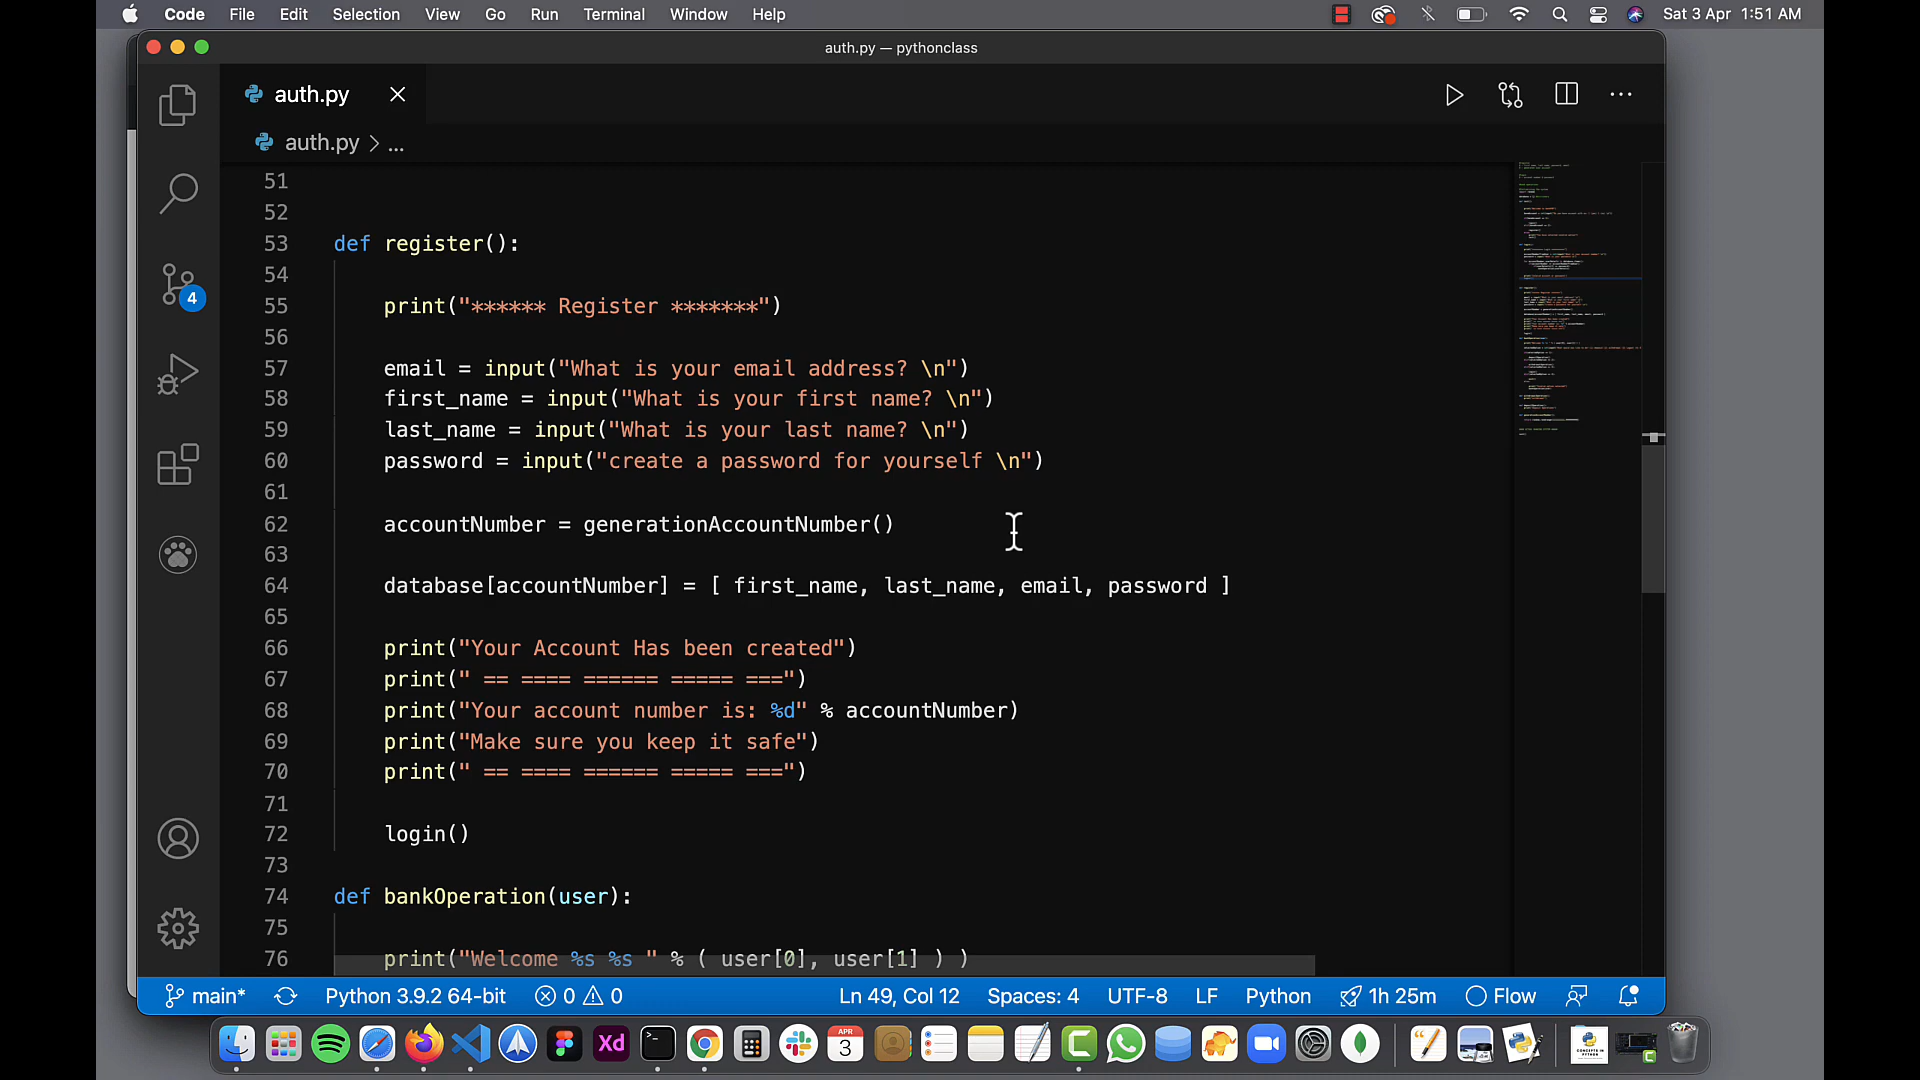 Code File Edit Selection View Go Run Terminal Window Help Sat 3 Apr 1:51 AM
auth.py — pythonclass
auth.py
auth.py > ...
51
52
53 def register():
54
55 print("****** Register *******")
56
57 email = input("What is your email address? \n")
58 first_name = input("What is your first name? \n")
59 last_name = input("What is your last name? \n")
60 password = input("create a password for yourself \n")
61
62 accountNumber = generationAccountNumber()
63
64 database[accountNumber] = [ first_name, last_name, email, password ]
65
66 print("Your Account Has been created")
67 print(" == ==== ====== ===== ===")
68 print("Your account number is: %d" % accountNumber)
69 print("Make sure you keep it safe")
70 print(" == ==== ====== ===== ===")
71
72 login()
73
74 def bankOperation(user):
75
76 print("Welcome %s %s " % ( user[0], user[1] ) )
4
main* Python 3.9.2 64-bit 0 0 Ln 49, Col 12 Spaces: 4 UTF-8 LF Python 1h 25m Flow
Xd
APR
3